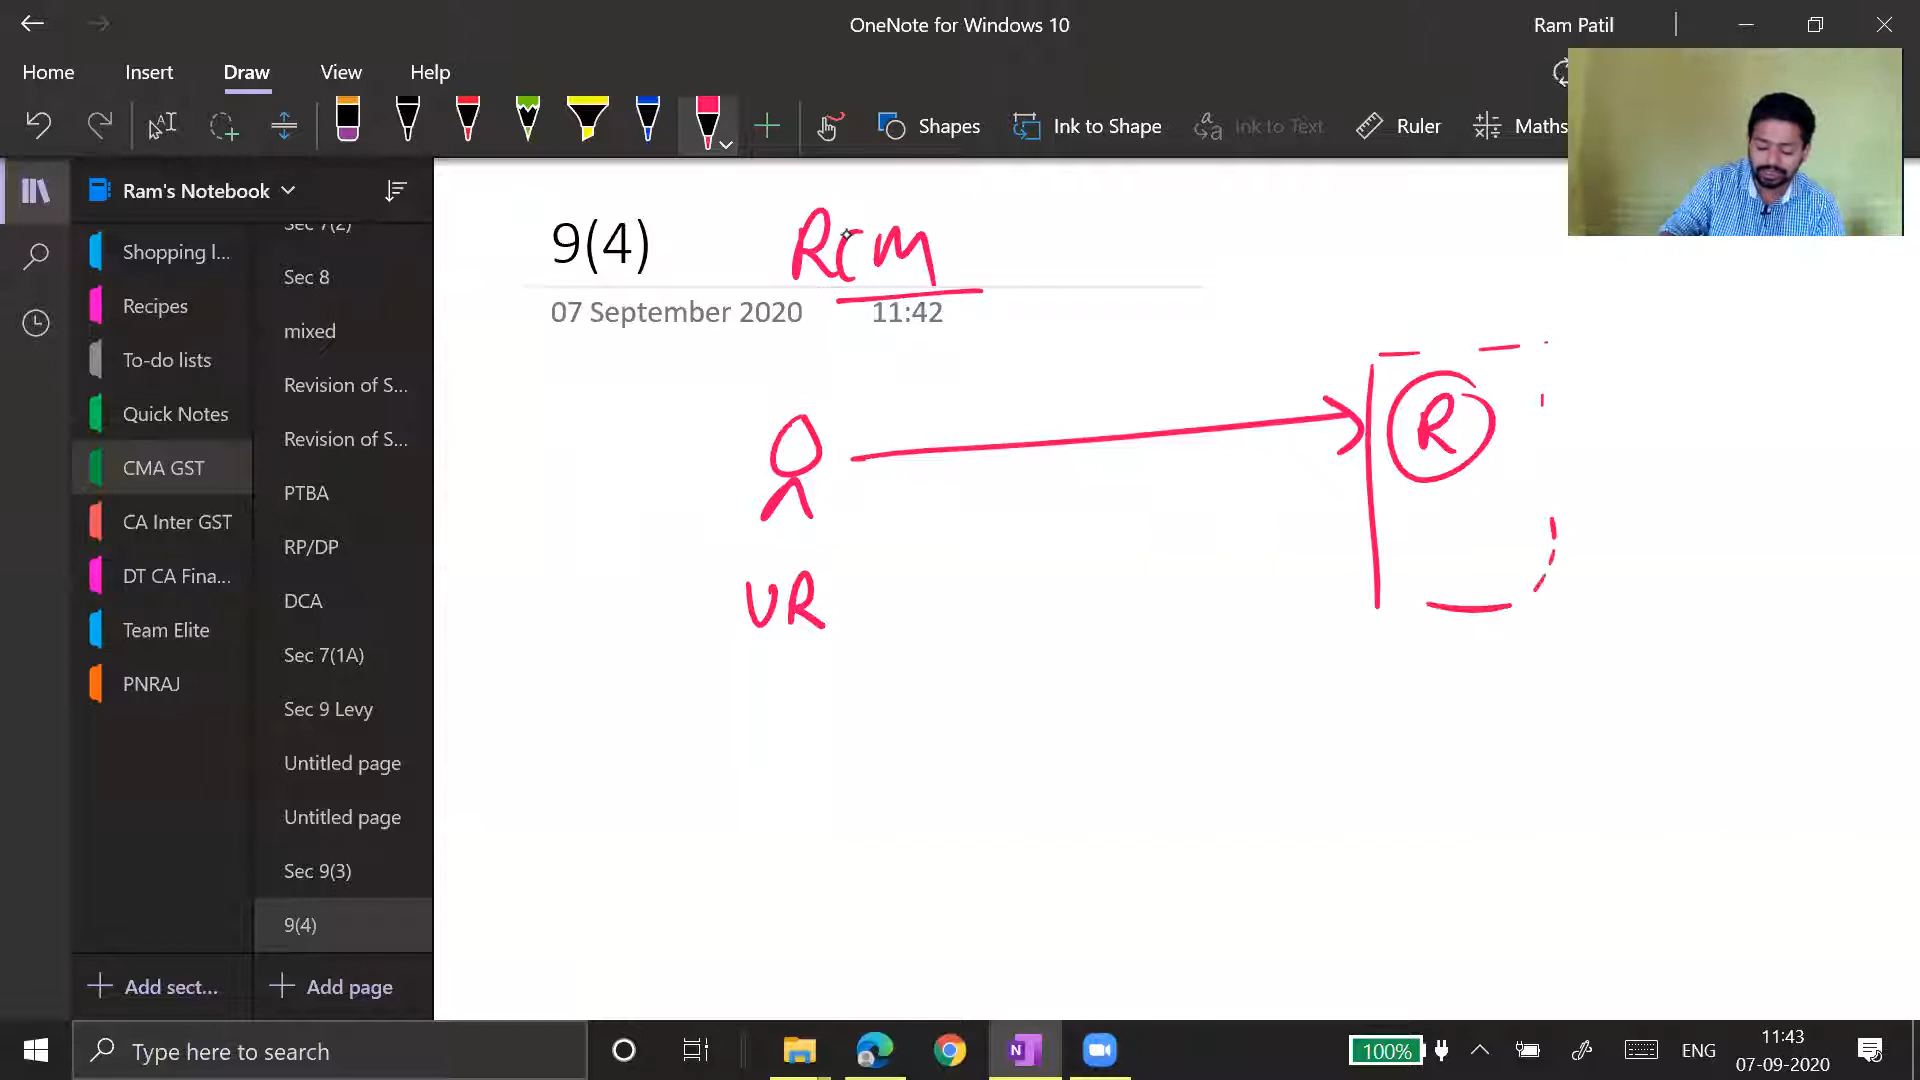 OneNote for Windows 10
Ram Patil
Home Insert Draw View Help
Shapes Ink to Shape Ink to Text Ruler Maths
Ram's Notebook
Shopping l...
Recipes
To-do lists
Quick Notes
CMA GST
CA Inter GST
DT CA Fina...
Team Elite
PNRAJ
Add sect...
Sec 7(2)
Sec 8
mixed
Revision of S...
Revision of S...
PTBA
RP/DP
DCA
Sec 7(1A)
Sec 9 Levy
Untitled page
Untitled page
Sec 9(3)
9(4)
Add page
9(4) RCM
07 September 2020 11:42
R
UR
Type here to search
N
100%
ENG
11:43
07-09-2020